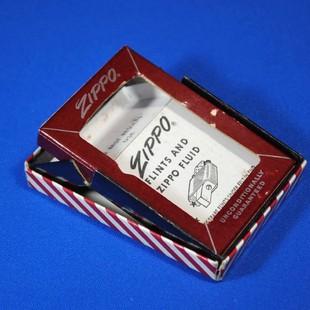 ZIPPO
ZIPPO
FLINTS AND
ZIPPO FLUID
UNCONDITIONALLY
GUARANTEED